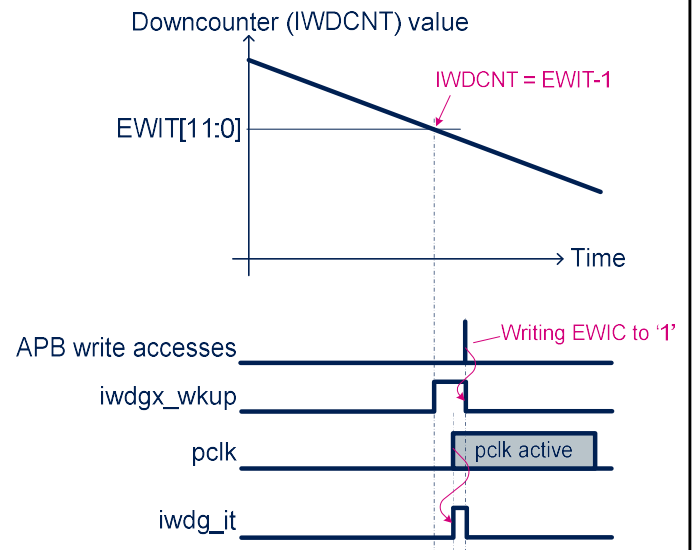 Downcounter (IWDCNT) value
IWDCNT = EWIT-1
EWIT[11:0]
Time
Writing EWIC to ‘1’
APB write accesses
iwdgx_wkup
pclk
pclk active
iwdg_it